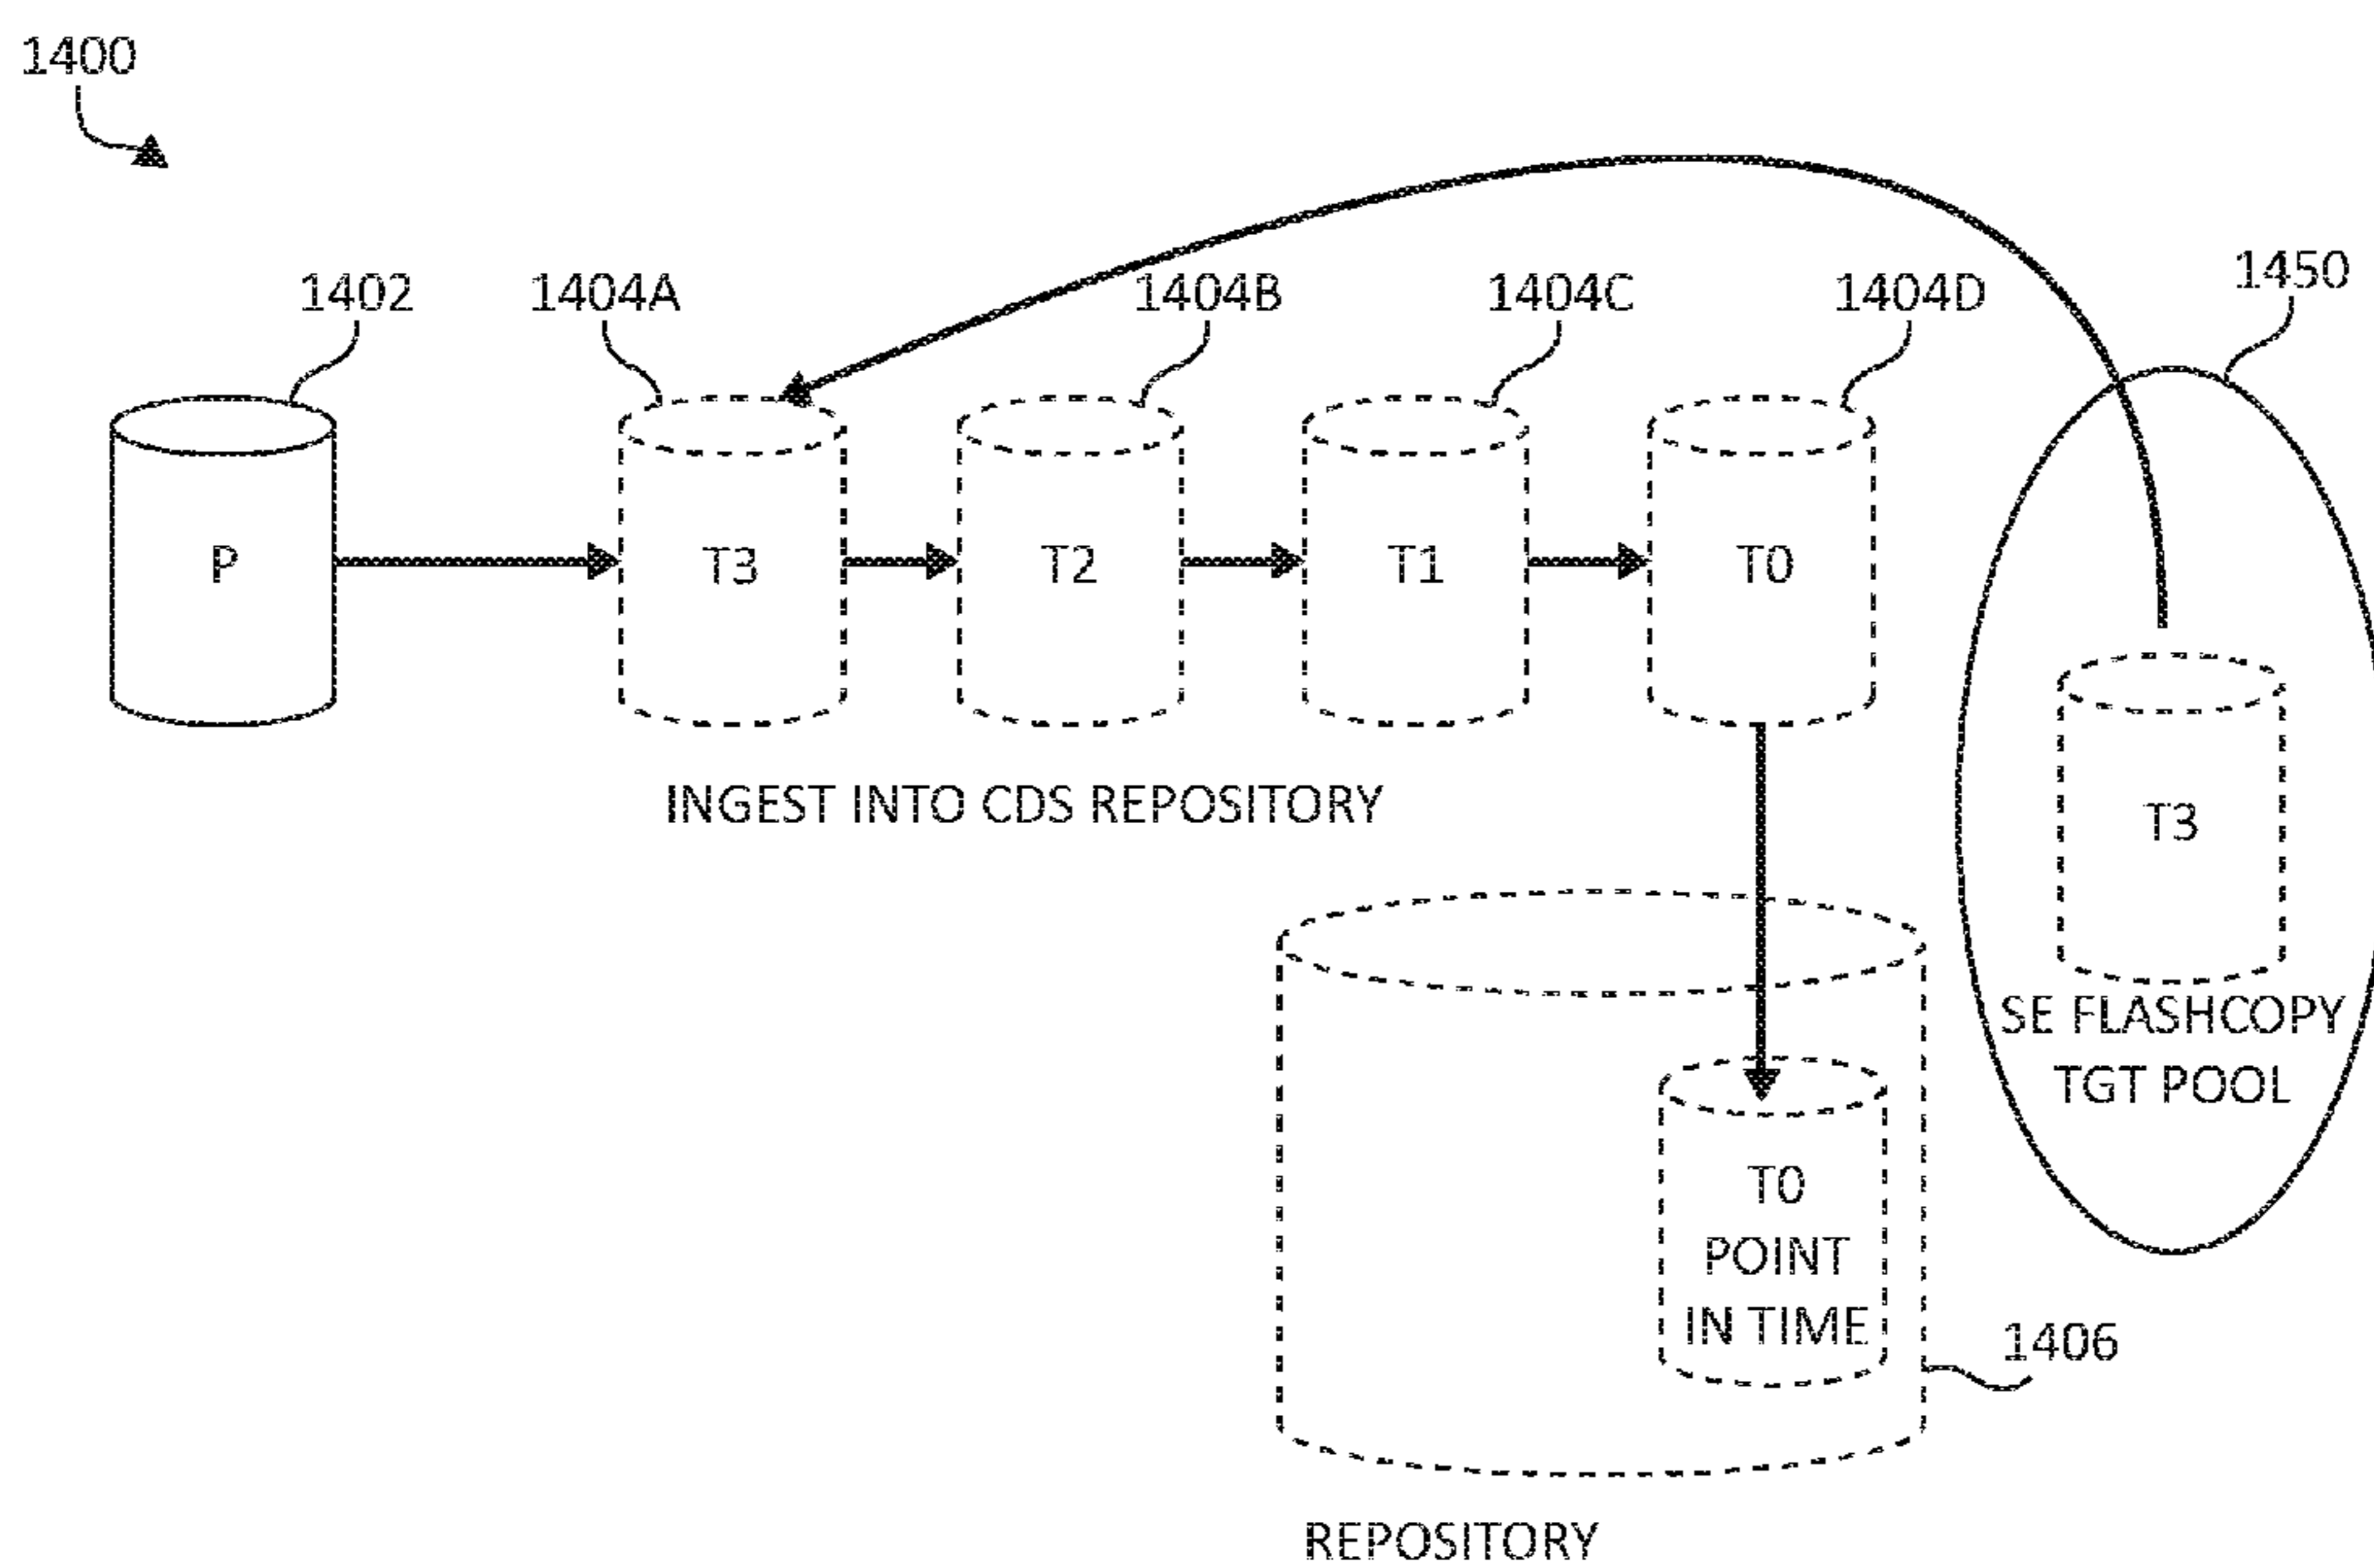 1400
1402
1404A
1404B
1404C
1404D
1450
P
T3
T2
T1
T0
INGEST INTO CDS REPOSITORY
T3
SE FLASHCOPY
TGT POOL
T0
POINT
IN TIME
1406
REPOSITORY